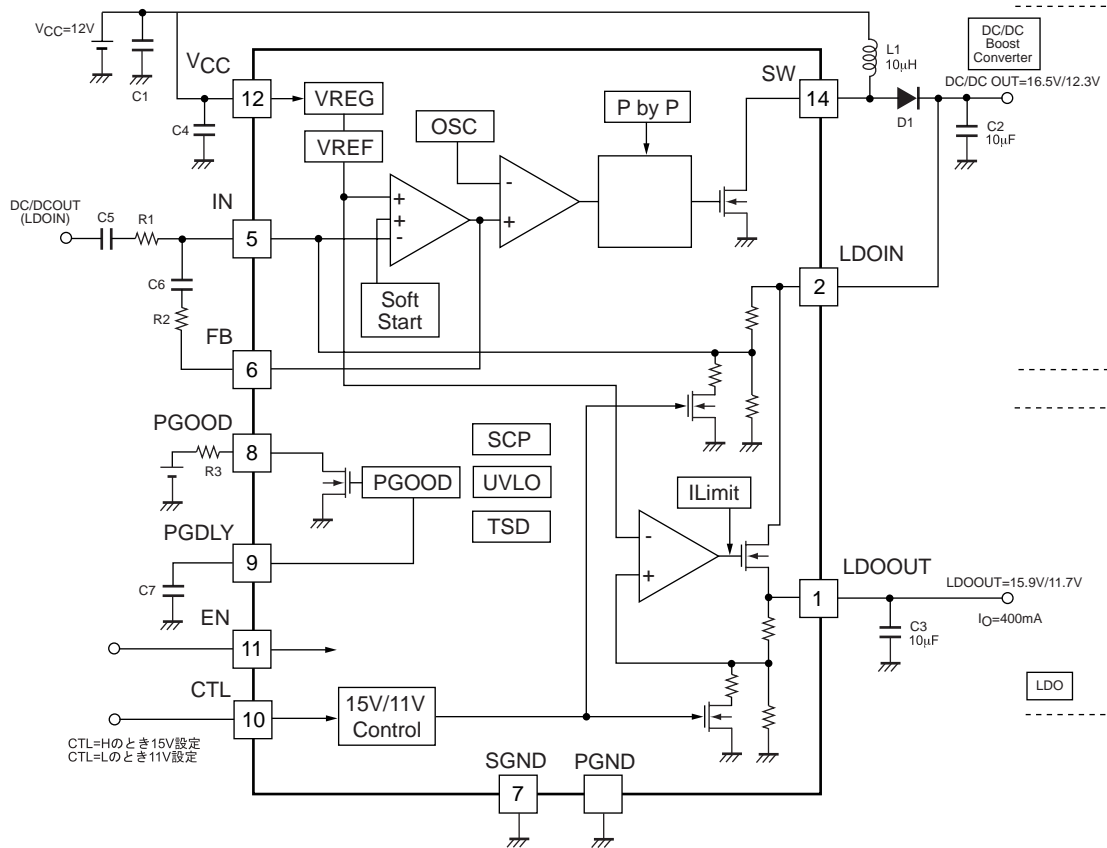 VCC=12V
C1
VCC
12
C4
VREG
VREF
OSC
P by P
SW
14
L1
10μH
D1
DC/DC
Boost
Converter
DC/DC OUT=16.5V/12.3V
C2
10μF
DC/DCOUT
(LDOIN)
C5
R1
IN
5
C6
R2
+
+
-
-
+
Soft
Start
LDOIN
2
FB
6
PGOOD
8
R3
PGOOD
SCP
UVLO
TSD
ILimit
-
+
PGDLY
9
C7
LDOOUT
1
LDOOUT=15.9V/11.7V
IO=400mA
C3
10μF
LDO
EN
11
CTL
10
15V/11V
Control
CTL=Hのとき15V設定
CTL=Lのとき11V設定
SGND
7
PGND